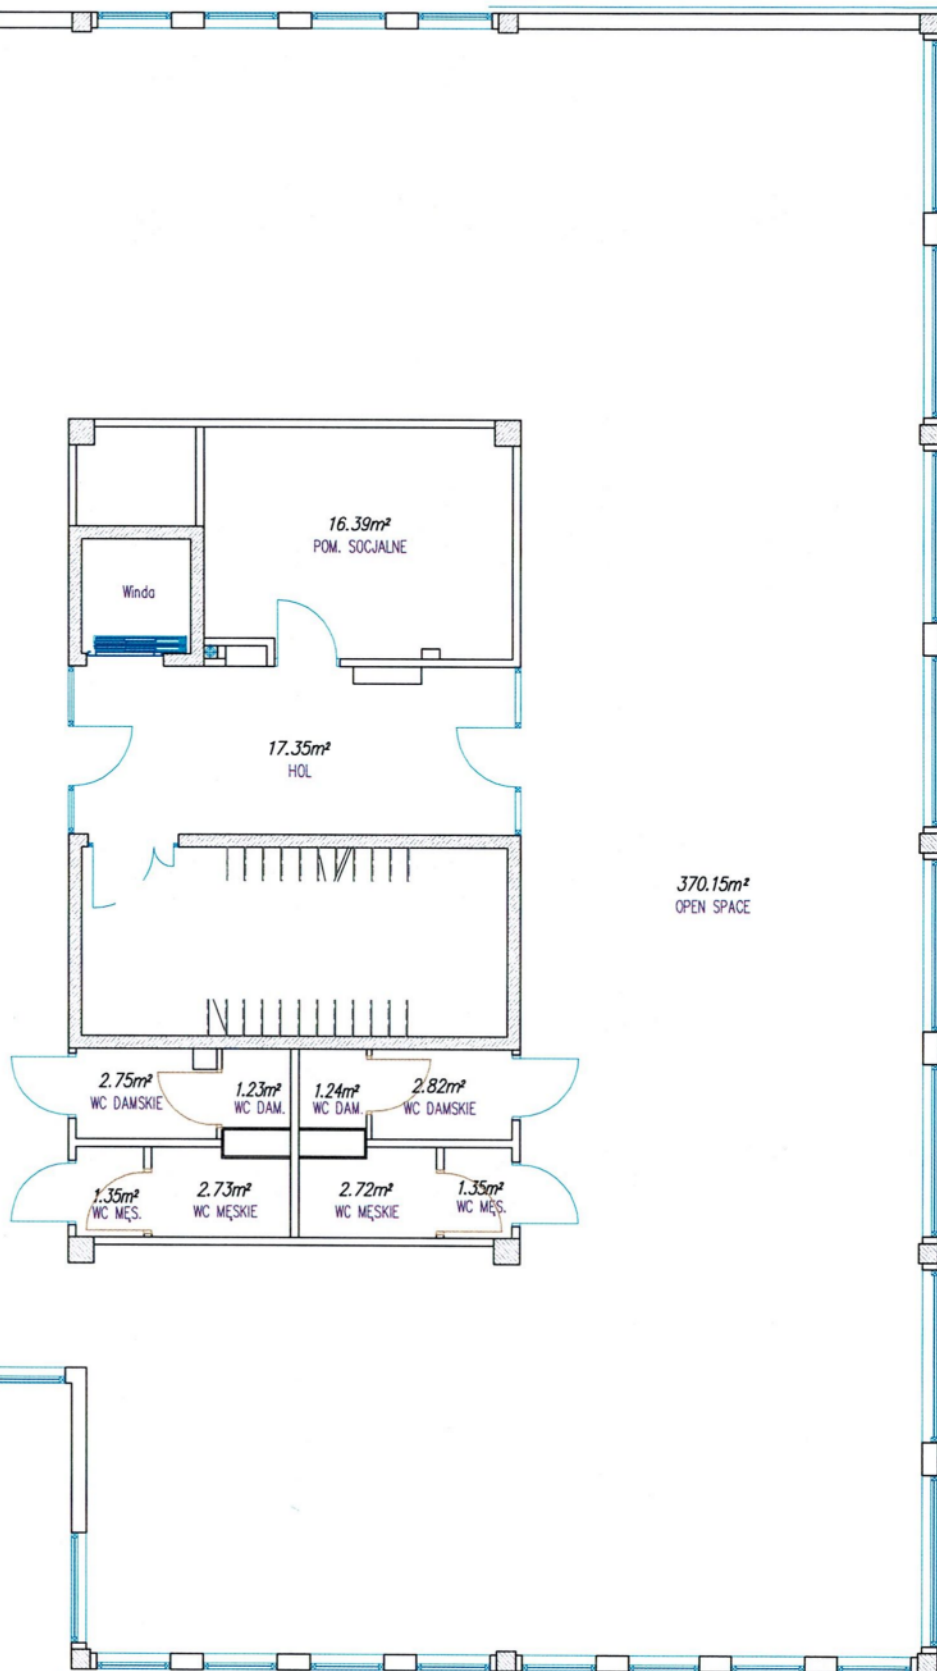 16.39m²
POM. SOCJALNE
Winda
17.35m²
HOL
370.15m²
OPEN SPACE
2.75m²
WC DAMSKIE
1.23m²
WC DAM.
1.24m²
WC DAM.
2.82m²
WC DAMSKIE
1.35m²
WC MĘS.
2.73m²
WC MĘSKIE
2.72m²
WC MĘSKIE
1.35m²
WC MĘS.